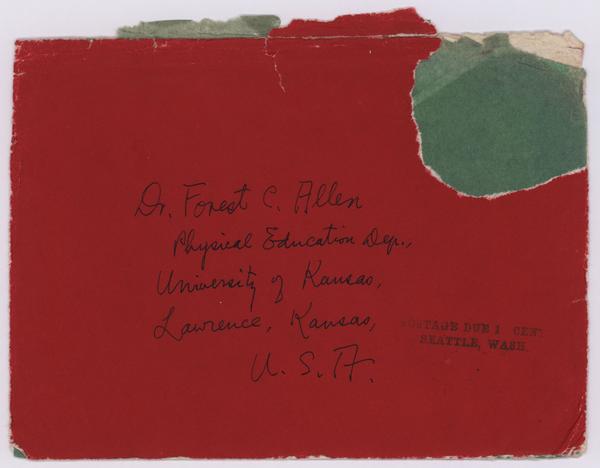 Dr. Forest C. Allen
Physical Education Dep.,
University of Kansas,
Lawrence, Kansas,
U. S. A.
POSTAGE DUE 1 CENT
SEATTLE, WASH.